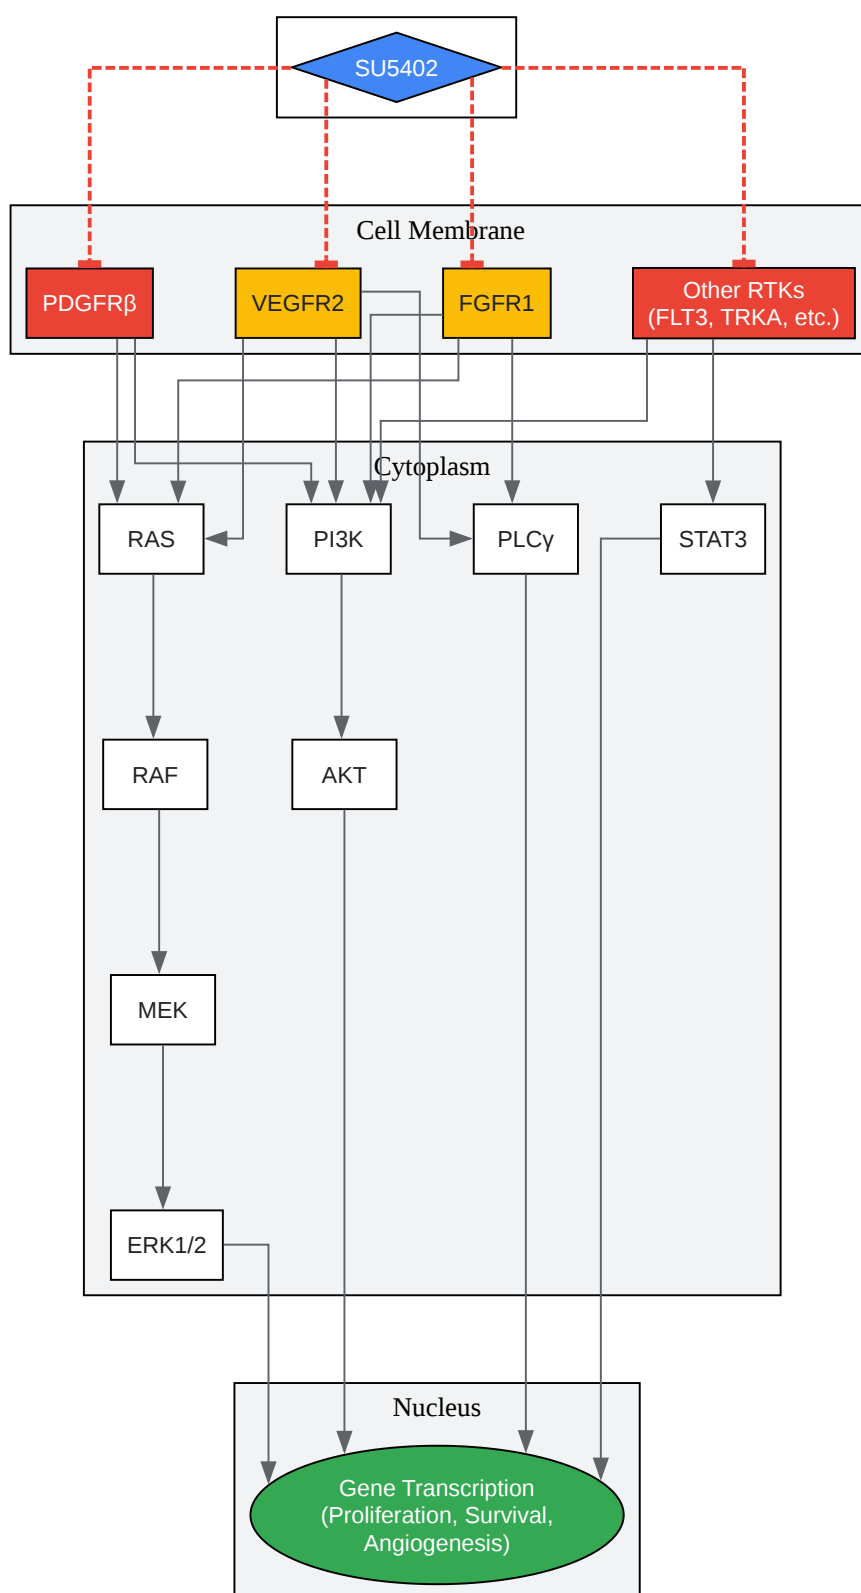 SU5402
Cell Membrane
PDGFRβ
VEGFR2
FGFR1
Other RTKs
(FLT3, TRKA, etc.)
Cytoplasm
RAS
PI3K
PLCγ
STAT3
RAF
AKT
MEK
ERK1/2
Nucleus
Gene Transcription
(Proliferation, Survival,
Angiogenesis)